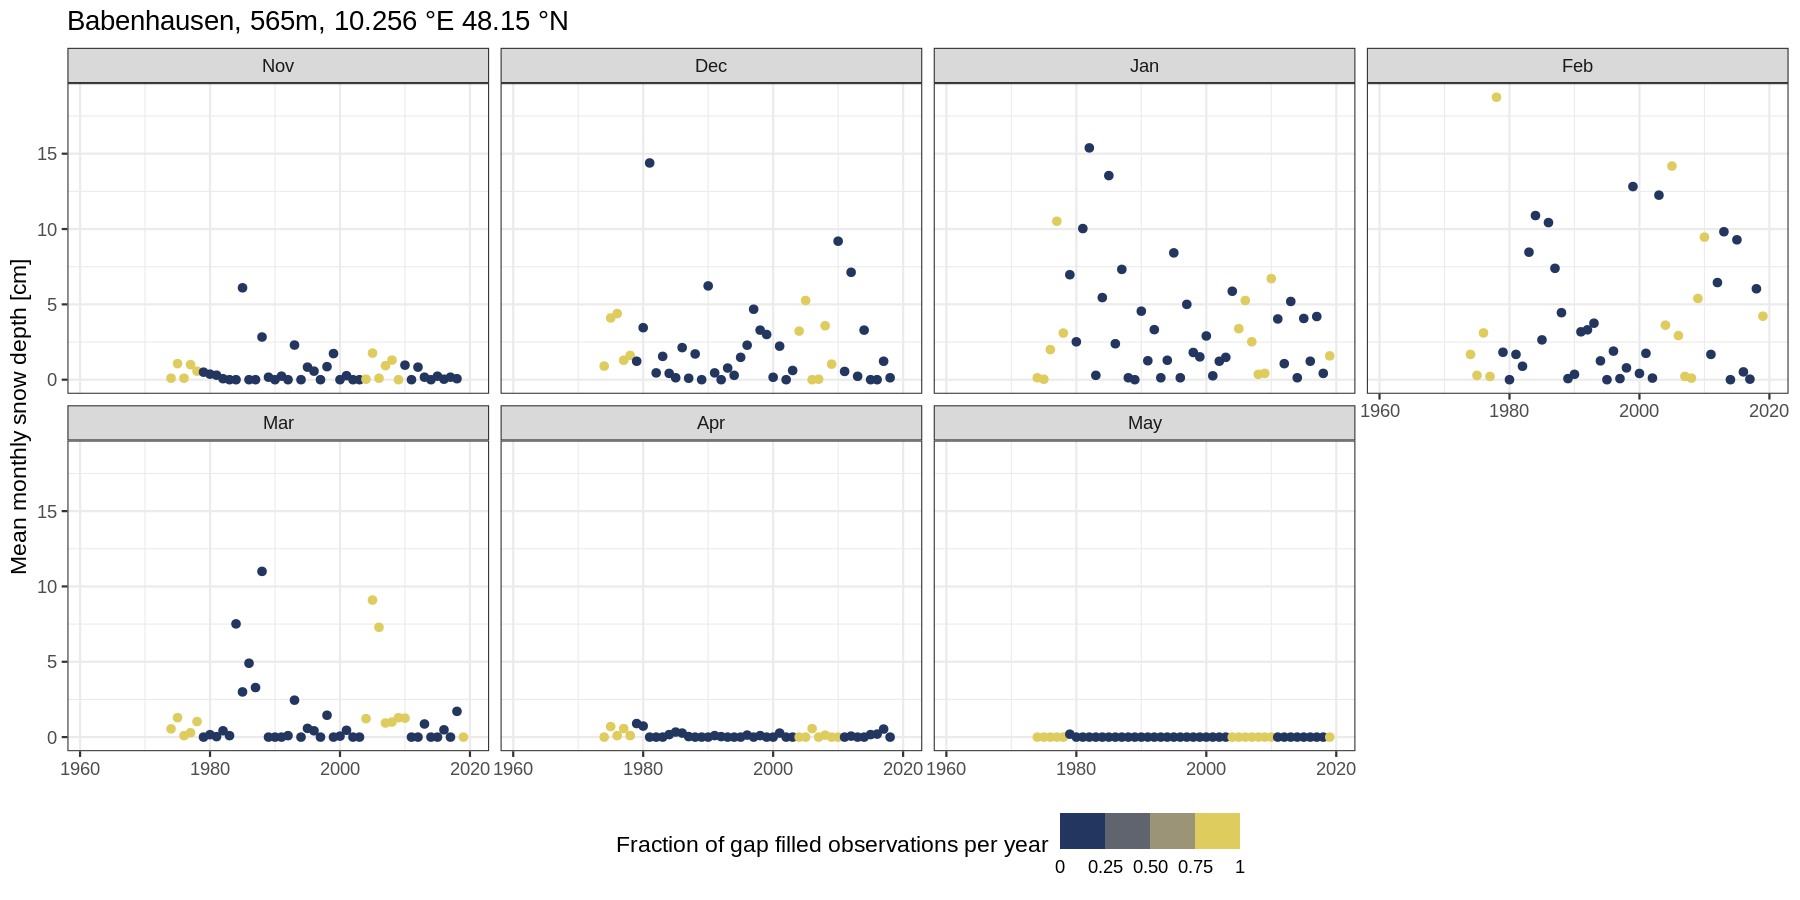 Babenhausen, 565m, 10.256 °E 48.15 °N
Nov Dec Jan Feb
15
10
5
0
1960 1980 2000 2020
Mean monthly snow depth [cm]
Mar Apr May
15
10
5
0
1960 1980 2000 2020 1960 1980 2000 2020 1960 1980 2000 2020
Fraction of gap filled observations per year
0 0.25 0.50 0.75 1